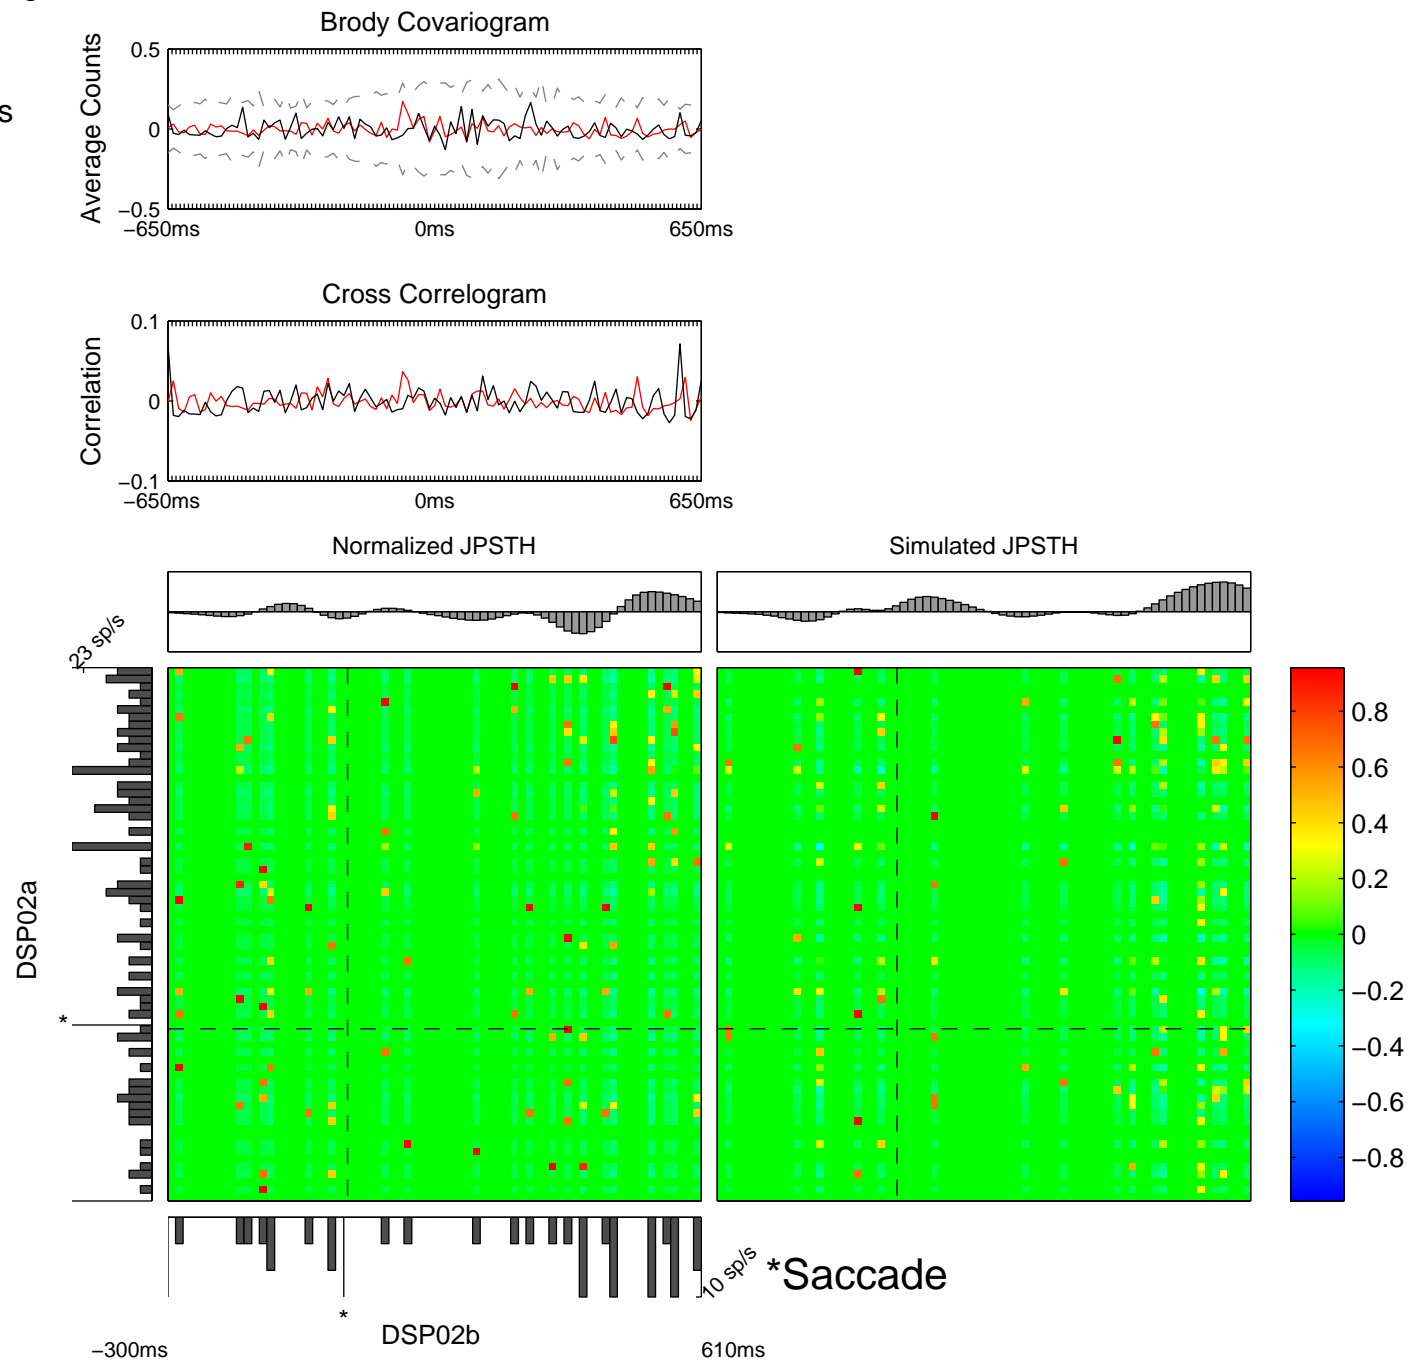 Brody Covariogram
Average Counts
0.5
0
−0.5
−650ms
0ms
650ms
s
Cross Correlogram
Correlation
0.1
0
−0.1
−650ms
0ms
650ms
Normalized JPSTH
Simulated JPSTH
23 sp/s
DSP02a
*
0.8
0.6
0.4
0.2
0
−0.2
−0.4
−0.6
−0.8
10 sp/s
*Saccade
*
DSP02b
−300ms
610ms